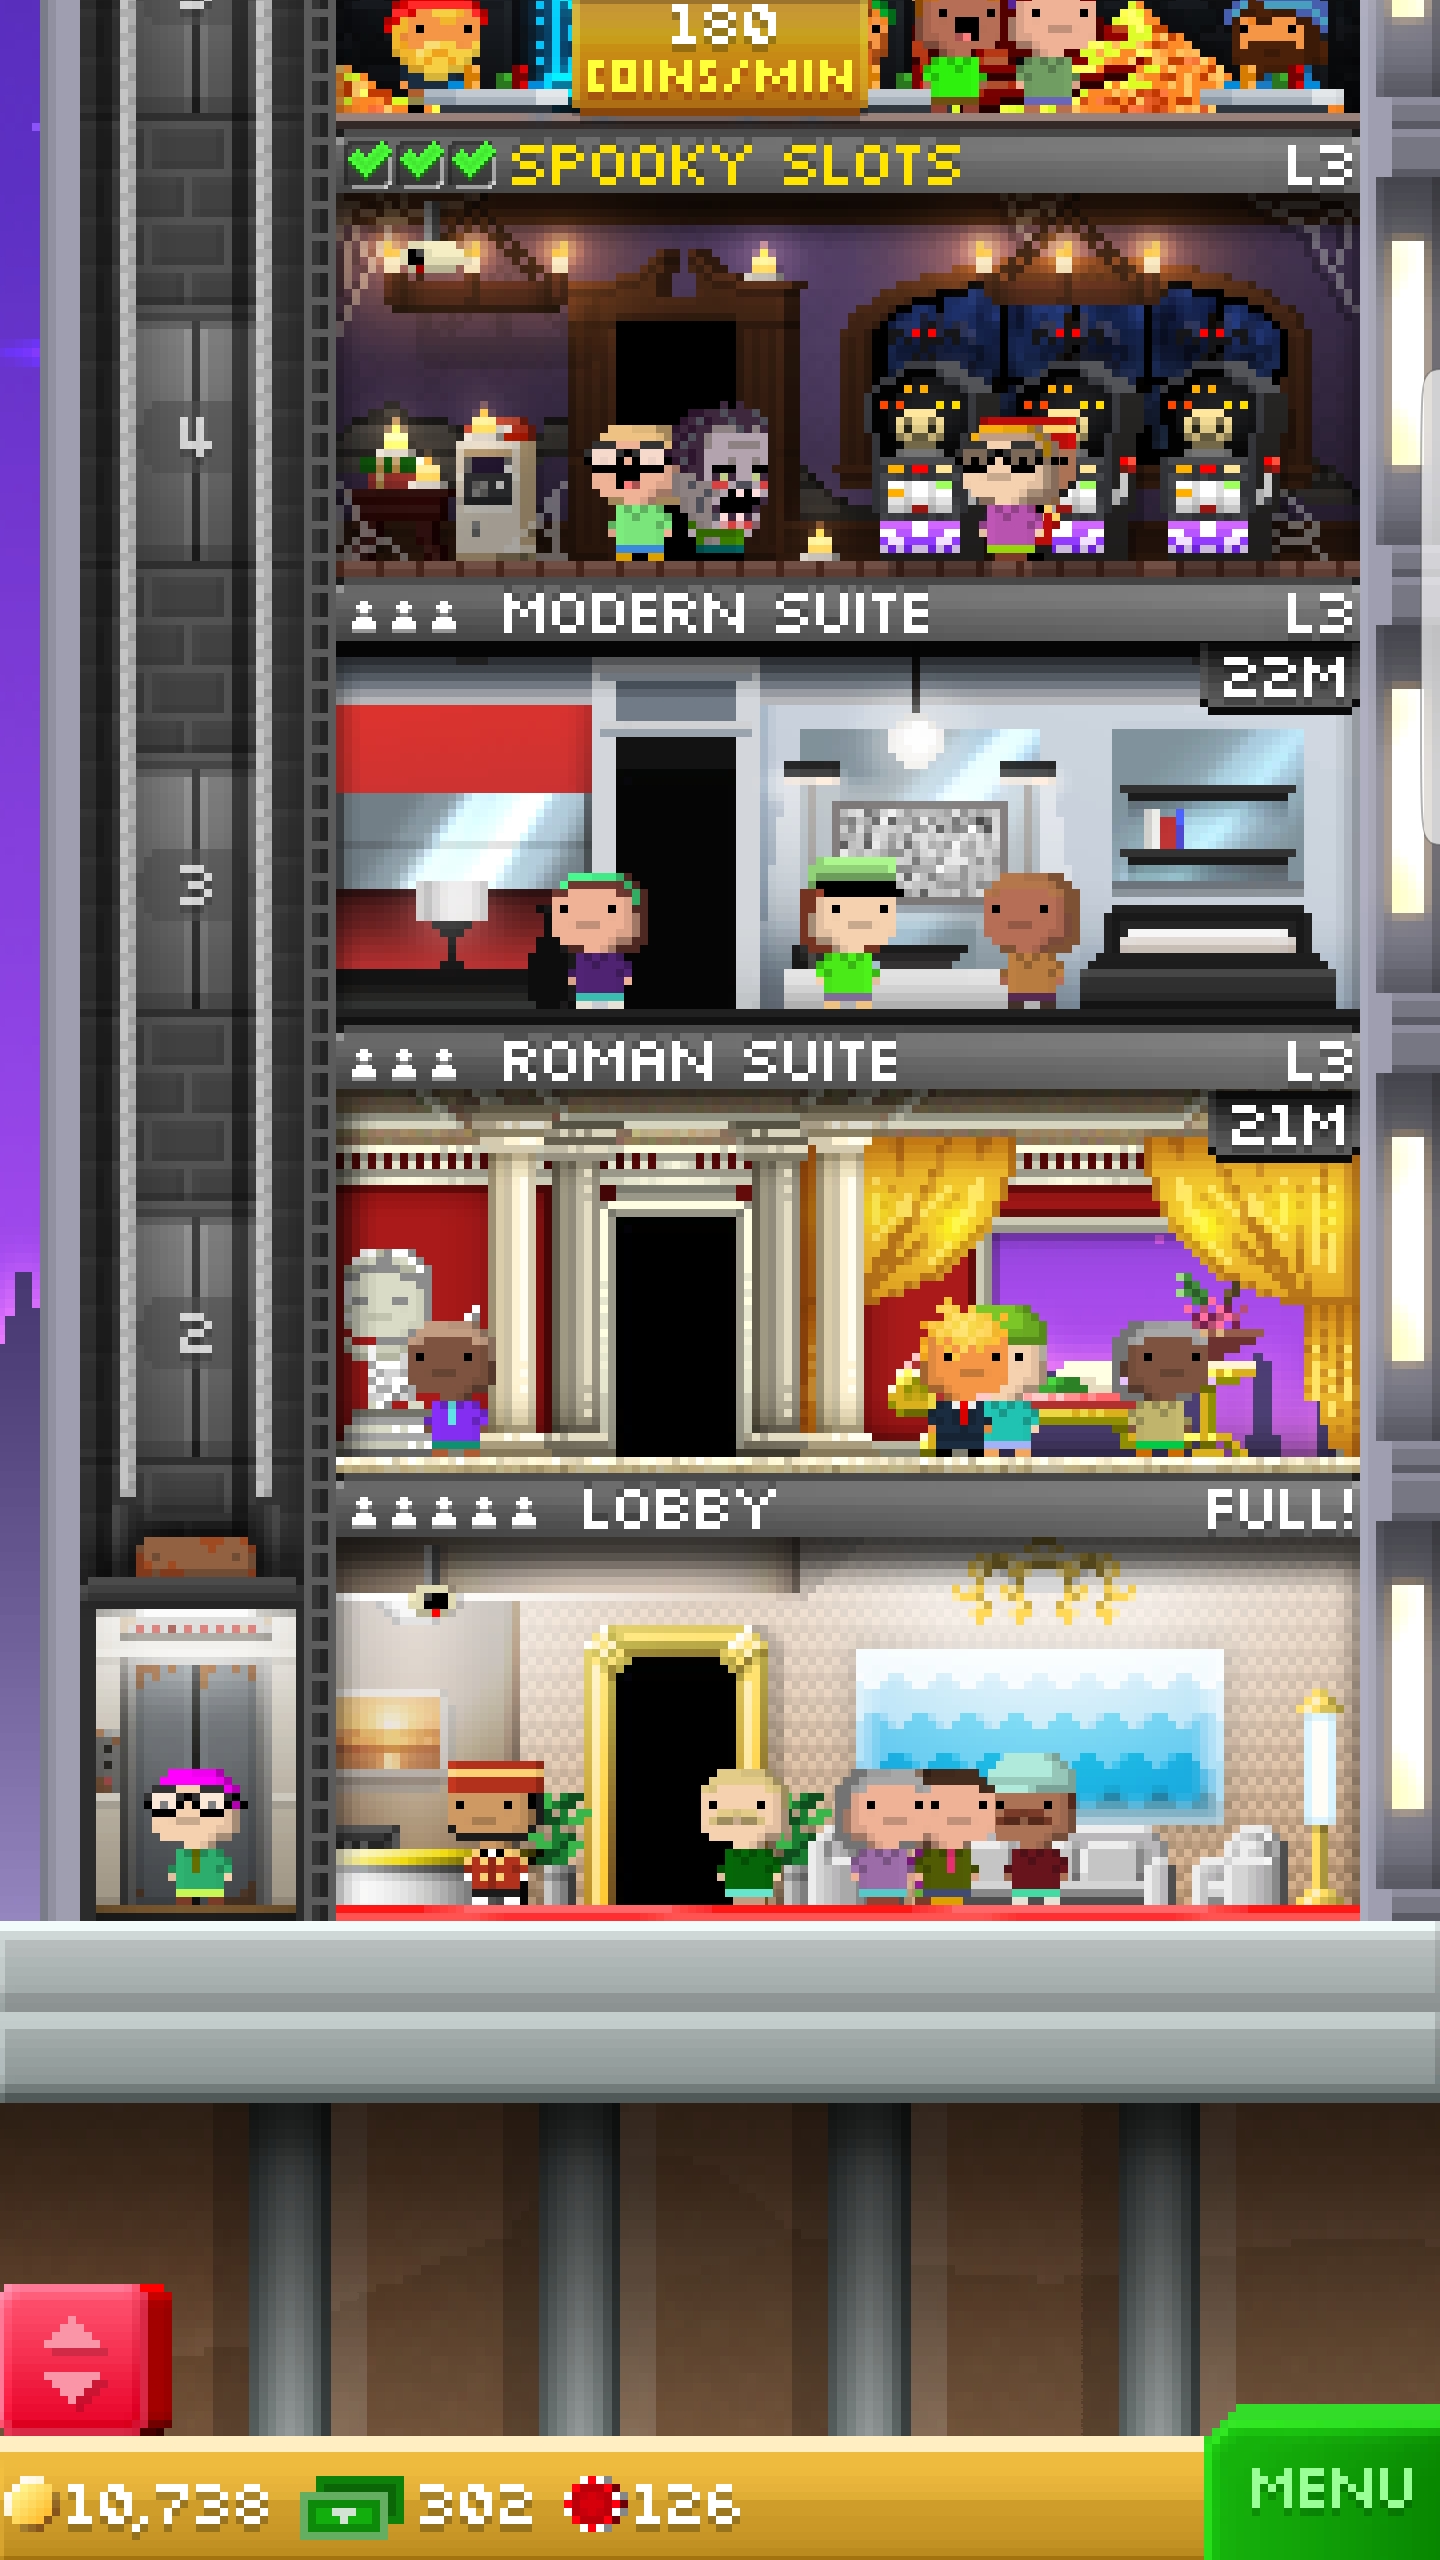 180
COINS/MIN
SPOOKY SLOTS L3
4
MODERN SUITE L3
22M
3
ROMAN SUITE L3
21M
2
LOBBY FULL!
MENU
10,738 302 126